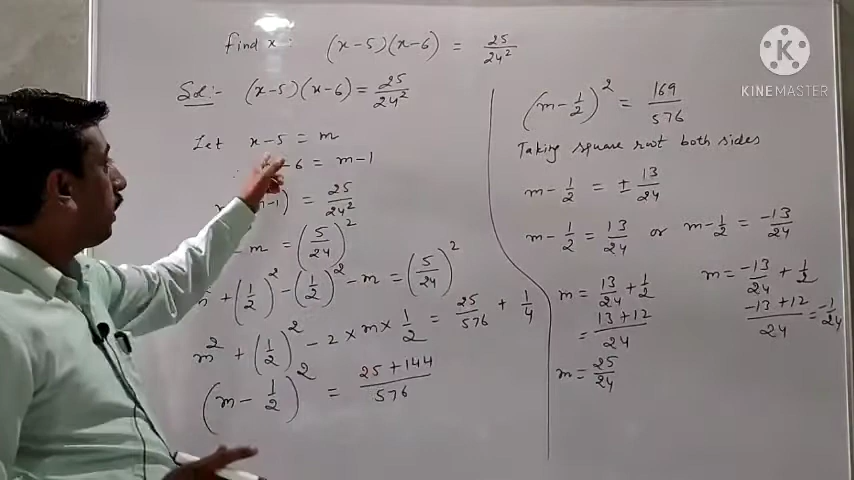 Find x: (x-5)(x-6) = 25/24²
Sol:- (x-5)(x-6) = 25/24²
Let x-5 = m
-6 = m-1
-1) = 25/24²
- m = (5/24)²
+ (1/2)² - (1/2)² - m = (5/24)²
m² + (1/2)² - 2 × m × 1/2 = 25/576 + 1/4
(m - 1/2)² = 25+144/576
(m - 1/2)² = 169/576
Taking square root both sides
m - 1/2 = ± 13/24
m - 1/2 = 13/24 or m - 1/2 = -13/24
m = 13/24 + 1/2
= 13+12/24
m = 25/24
m = -13/24 + 1/2
-13+12/24 = -1/24
K
KINEMASTER